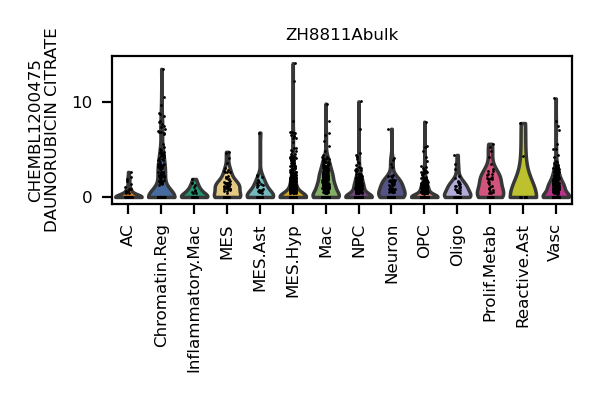 ZH8811Abulk
CHEMBL1200475
DAUNORUBICIN CITRATE
10
0
AC
Chromatin.Reg
Inflammatory.Mac
MES
MES.Ast
MES.Hyp
Mac
NPC
Neuron
OPC
Oligo
Prolif.Metab
Reactive.Ast
Vasc